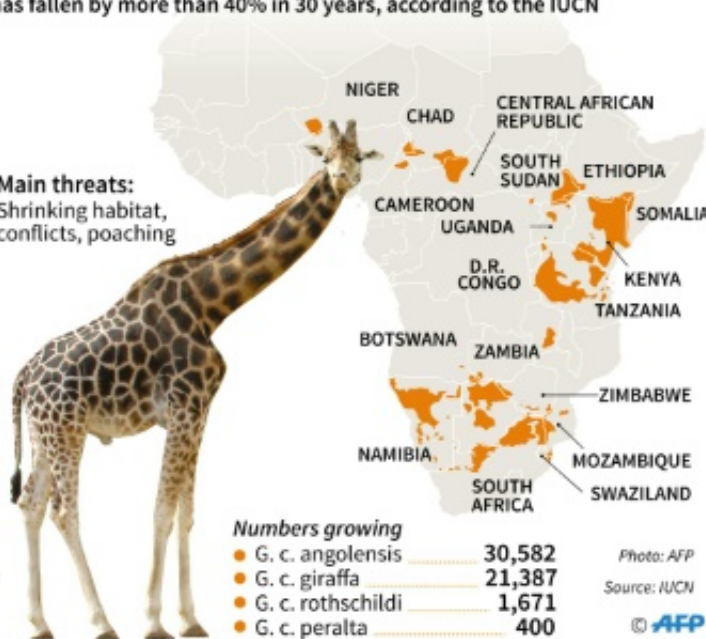 has fallen by more than 40% in 30 years, according to the IUCN
NIGER
CHAD
CENTRAL AFRICAN
REPUBLIC
Main threats:
Shrinking habitat,
conflicts, poaching
SOUTH
SUDAN
ETHIOPIA
CAMEROON
UGANDA
SOMALIA
D.R.
CONGO
KENYA
TANZANIA
BOTSWANA
ZAMBIA
ZIMBABWE
NAMIBIA
MOZAMBIQUE
SOUTH
AFRICA
SWAZILAND
Numbers growing
G. c. angolensis 30,582
G. c. giraffa 21,387
G. c. rothschildi 1,671
G. c. peralta 400
Photo: AFP
Source: IUCN
© AFP